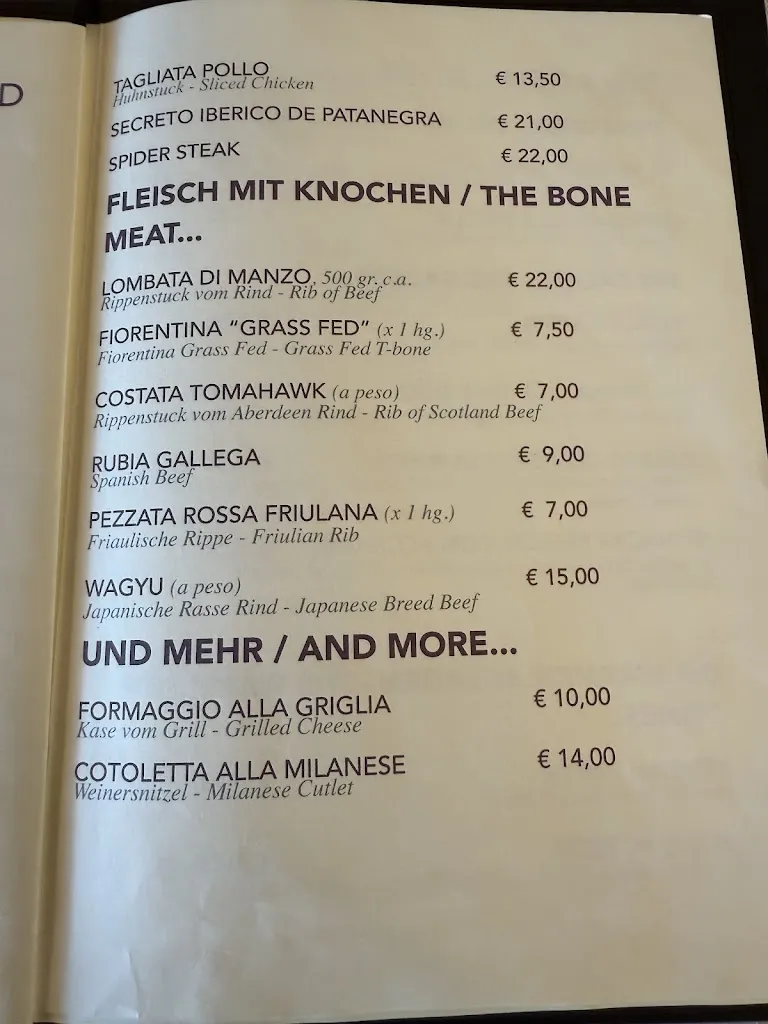 D
TAGLIATA POLLO € 13,50
Huhnstuck - Sliced Chicken
SECRETO IBERICO DE PATANEGRA € 21,00
SPIDER STEAK € 22,00
FLEISCH MIT KNOCHEN / THE BONE
MEAT...
LOMBATA DI MANZO, 500 gr. c.a. € 22,00
Rippenstuck vom Rind - Rib of Beef
FIORENTINA "GRASS FED" (x 1 hg.) € 7,50
Fiorentina Grass Fed - Grass Fed T-bone
COSTATA TOMAHAWK (a peso) € 7,00
Rippenstuck vom Aberdeen Rind - Rib of Scotland Beef
RUBIA GALLEGA € 9,00
Spanish Beef
PEZZATA ROSSA FRIULANA (x 1 hg.) € 7,00
Friaulische Rippe - Friulian Rib
WAGYU (a peso) € 15,00
Japanische Rasse Rind - Japanese Breed Beef
UND MEHR / AND MORE...
FORMAGGIO ALLA GRIGLIA € 10,00
Kase vom Grill - Grilled Cheese
COTOLETTA ALLA MILANESE € 14,00
Weinersnitzel - Milanese Cutlet